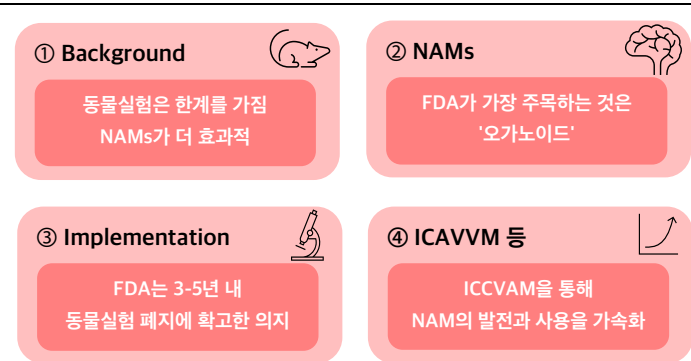 ① Background
동물실험은 한계를 가짐
NAMs가 더 효과적
② NAMs
FDA가 가장 주목하는 것은
'오가노이드'
③ Implementation
FDA는 3-5년 내
동물실험 폐지에 확고한 의지
④ ICAVVM 등
ICCVAM을 통해
NAM의 발전과 사용을 가속화